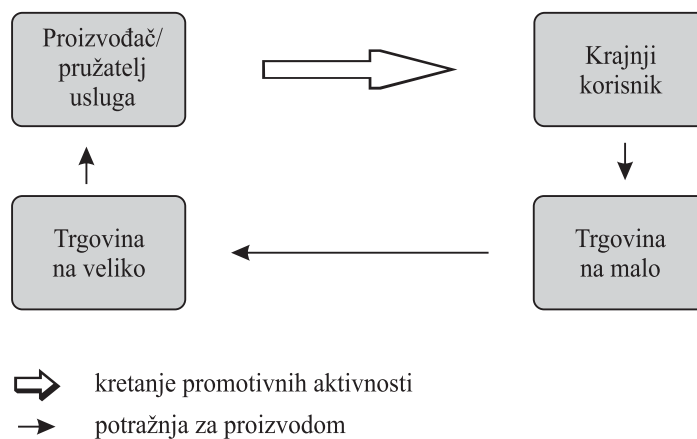 Proizvođač/
pružatelj
usluga
Krajnji
korisnik
Trgovina
na veliko
Trgovina
na malo
kretanje promotivnih aktivnosti
potražnja za proizvodom